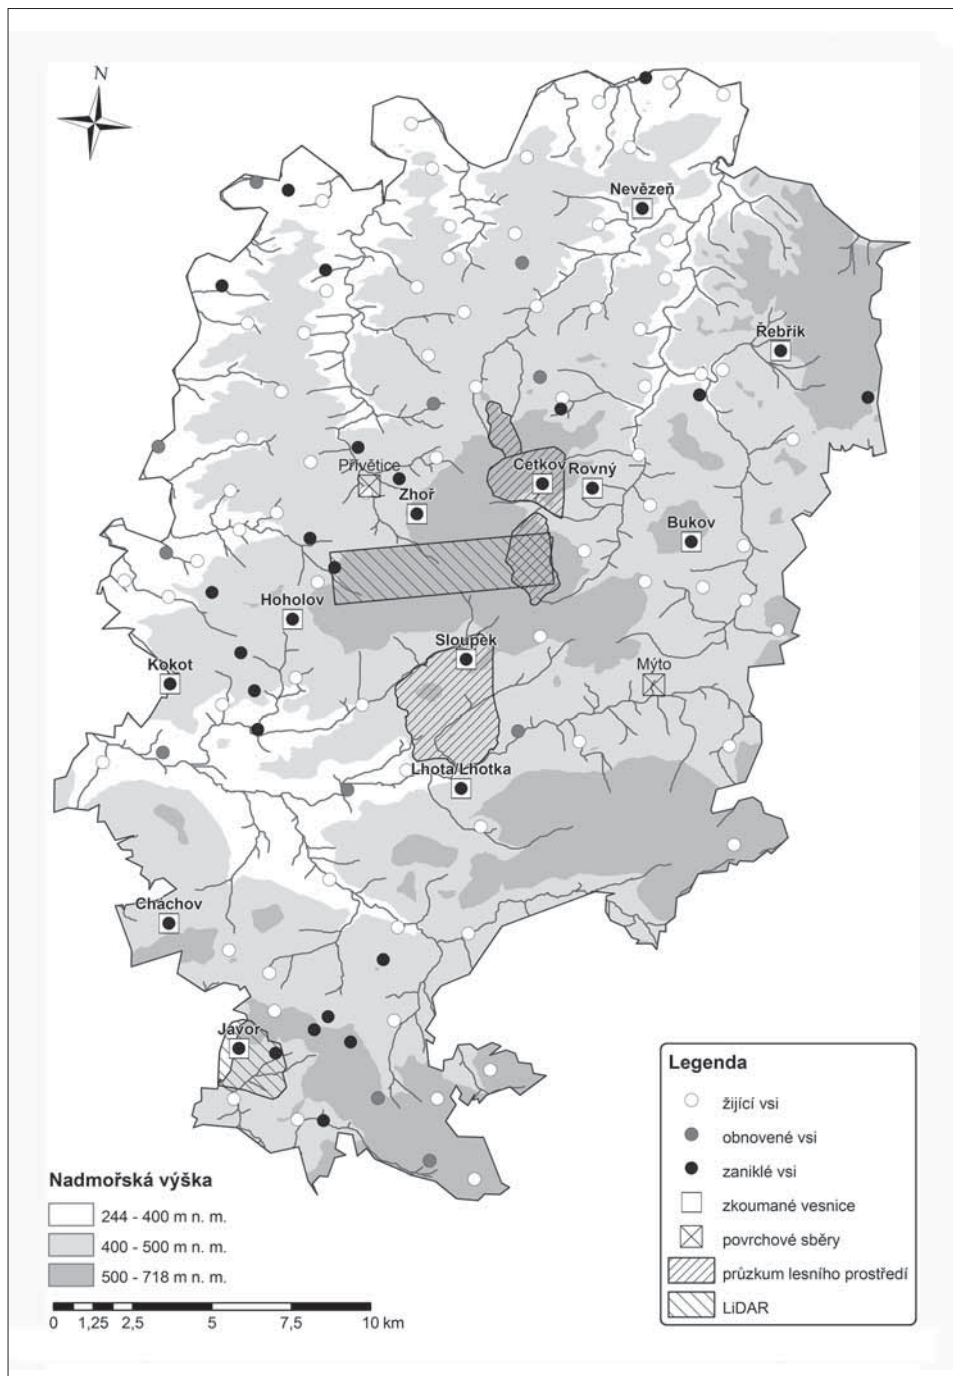 N
Nevězeň
Řebřík
Přívětice
Cetkov
Rovný
Zhoř
Bukov
Hoholov
Sloupek
Kokot
Mýto
Lhota/Lhotka
Chachov
Javor
Legenda
žijící vsi
obnovené vsi
zaniklé vsi
zkoumané vesnice
povrchové sběry
průzkum lesního prostředí
LiDAR
Nadmořská výška
244 - 400 m n. m.
400 - 500 m n. m.
500 - 718 m n. m.
0 1,25 2,5 5 7,5 10 km